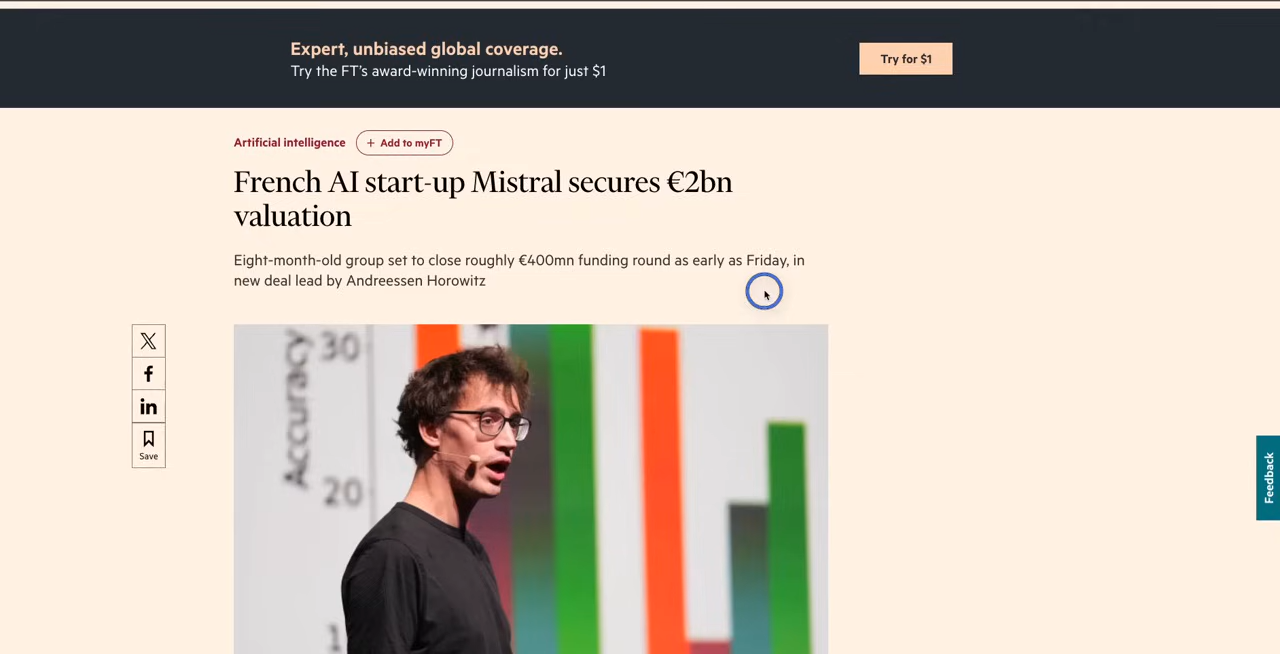 Expert, unbiased global coverage.
Try the FT's award-winning journalism for just $1
Try for $1
Artificial intelligence
+ Add to myFT
French AI start-up Mistral secures €2bn
valuation
Eight-month-old group set to close roughly €400mn funding round as early as Friday, in
new deal lead by Andreessen Horowitz
Save
Accuracy
30
20
Feedback